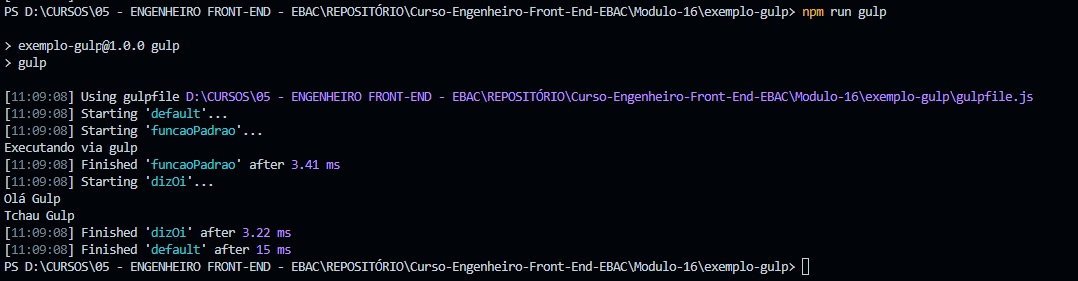 PS D:\CURSOS\05 - ENGENHEIRO FRONT-END - EBAC\REPOSITÓRIO\Curso-Engenheiro-Front-End-EBAC\Modulo-16\exemplo-gulp> npm run gulp
> exemplo-gulp@1.0.0 gulp
> gulp
[11:09:08] Using gulpfile D:\CURSOS\05 - ENGENHEIRO FRONT-END - EBAC\REPOSITÓRIO\Curso-Engenheiro-Front-End-EBAC\Modulo-16\exemplo-gulp\gulpfile.js
[11:09:08] Starting 'default'...
[11:09:08] Starting 'funcaoPadrao'...
Executando via gulp
[11:09:08] Finished 'funcaoPadrao' after 3.41 ms
[11:09:08] Starting 'dizOi'...
Olá Gulp
Tchau Gulp
[11:09:08] Finished 'dizOi' after 3.22 ms
[11:09:08] Finished 'default' after 15 ms
PS D:\CURSOS\05 - ENGENHEIRO FRONT-END - EBAC\REPOSITÓRIO\Curso-Engenheiro-Front-End-EBAC\Modulo-16\exemplo-gulp>